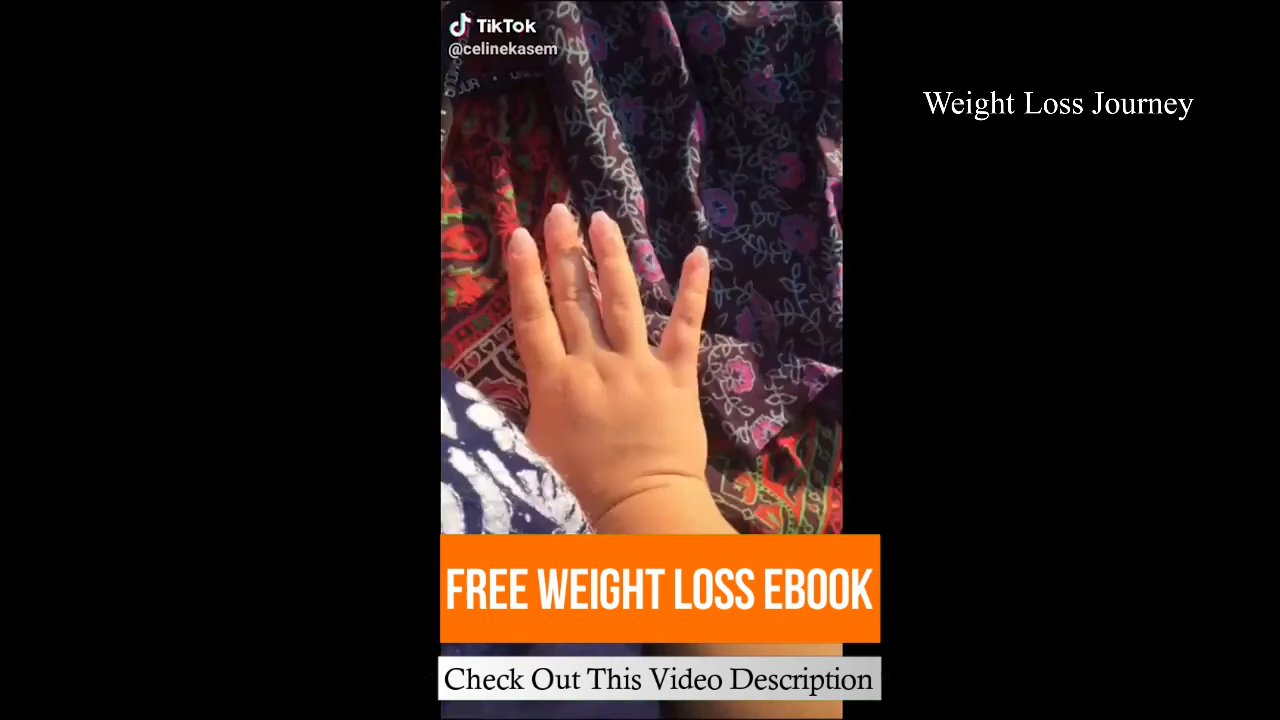 TikTok
@celinekasem
Weight Loss Journey
FREE WEIGHT LOSS EBOOK
Check Out This Video Description